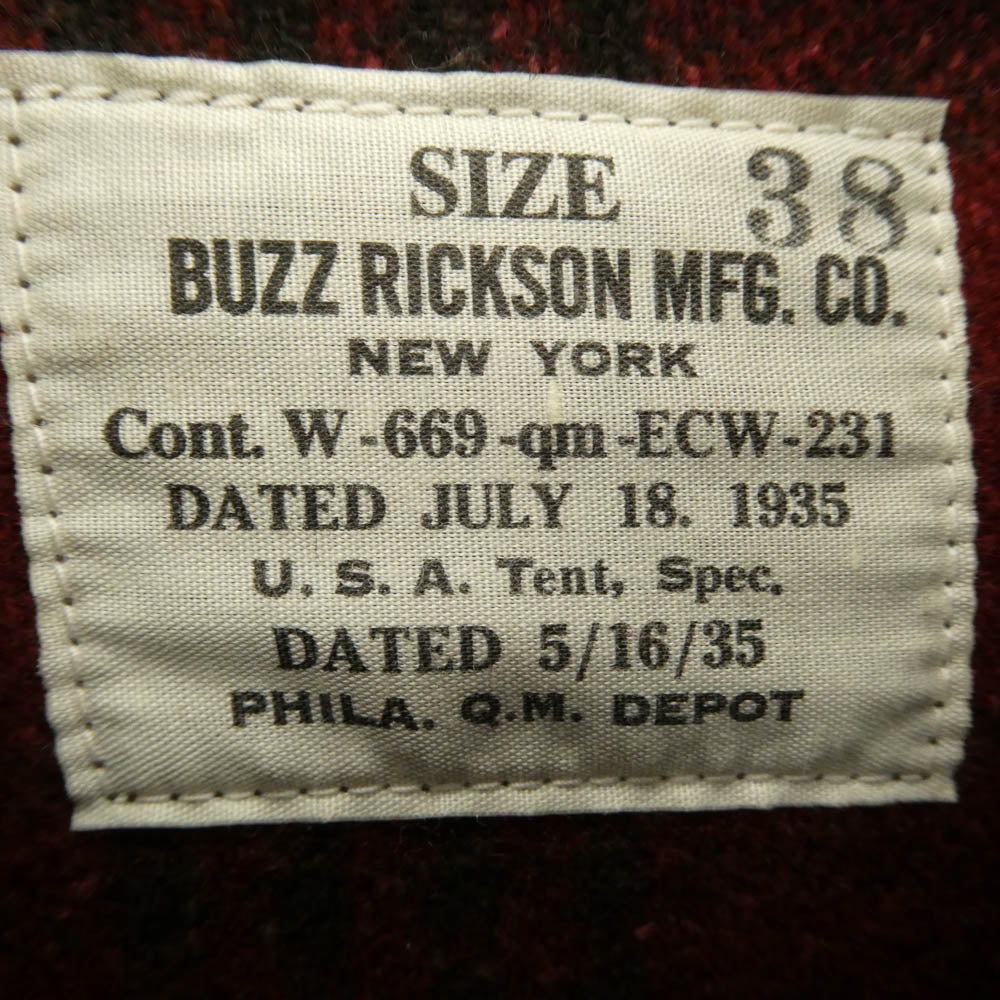 SIZE 38
BUZZ RICKSON MFG. CO.
NEW YORK
Cont. W-669-qm-ECW-231
DATED JULY 18. 1935
U. S. A. Tent, Spec.
DATED 5/16/35
PHILA. Q.M. DEPOT